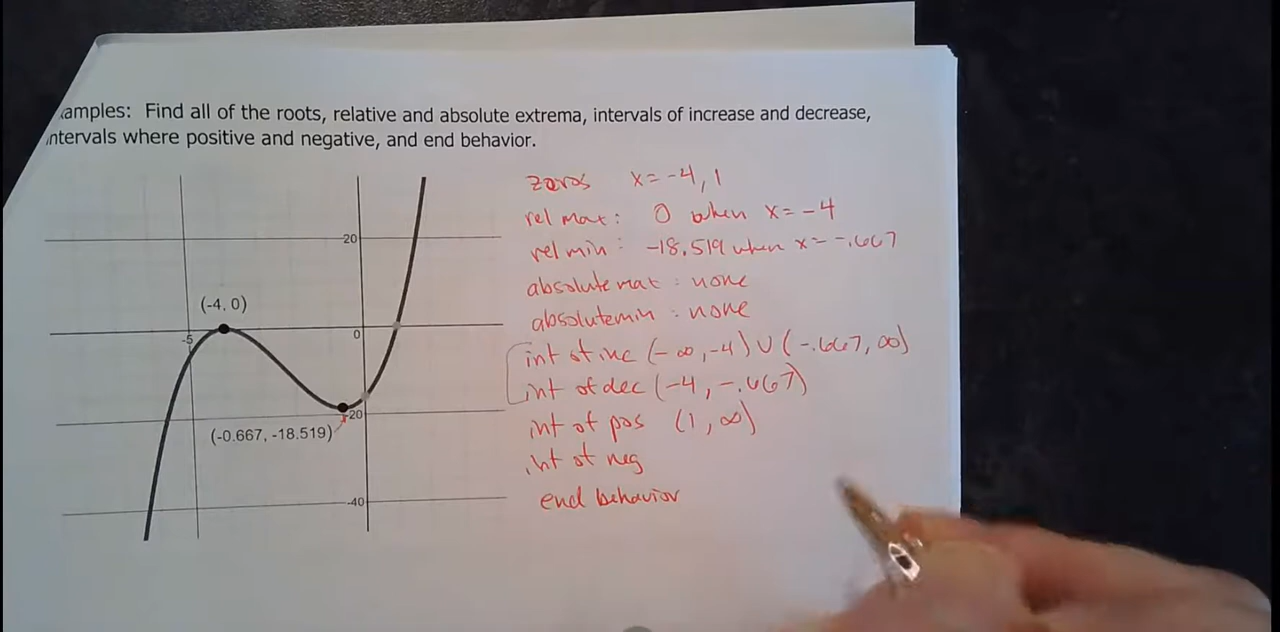 amples: Find all of the roots, relative and absolute extrema, intervals of increase and decrease,
ntervals where positive and negative, and end behavior.
zeros x=-4,1
rel max: 0 when x=-4
rel min: -18.519 when x=-.667
absolute max: none
absolute min: none
int of inc (-∞,-4)∪(-.667,∞)
int of dec (-4,-.667)
int of pos (1,∞)
int of neg
end behavior
20
(-4, 0)
-5
0
-20
(-0.667, -18.519)
-40